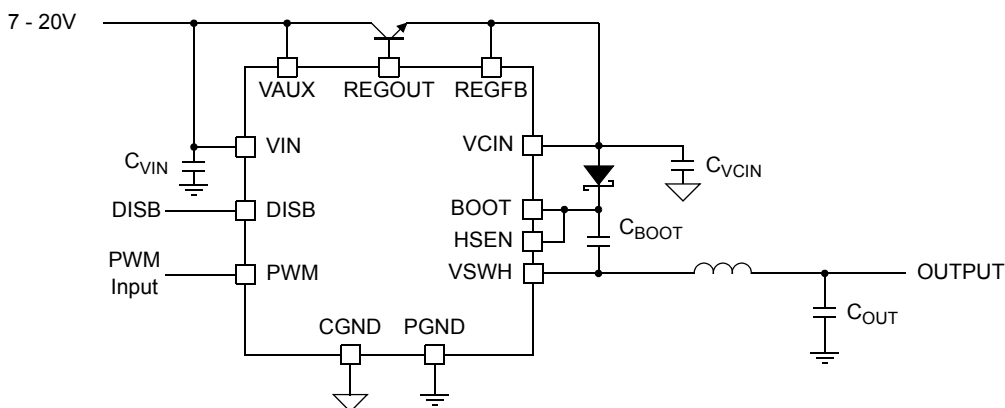 7 - 20V
VAUX REGOUT REGFB
VIN VCIN
CVIN CVCIN
DISB DISB BOOT
CBOOT
HSEN
PWM
Input PWM VSWH OUTPUT
CGND PGND COUT